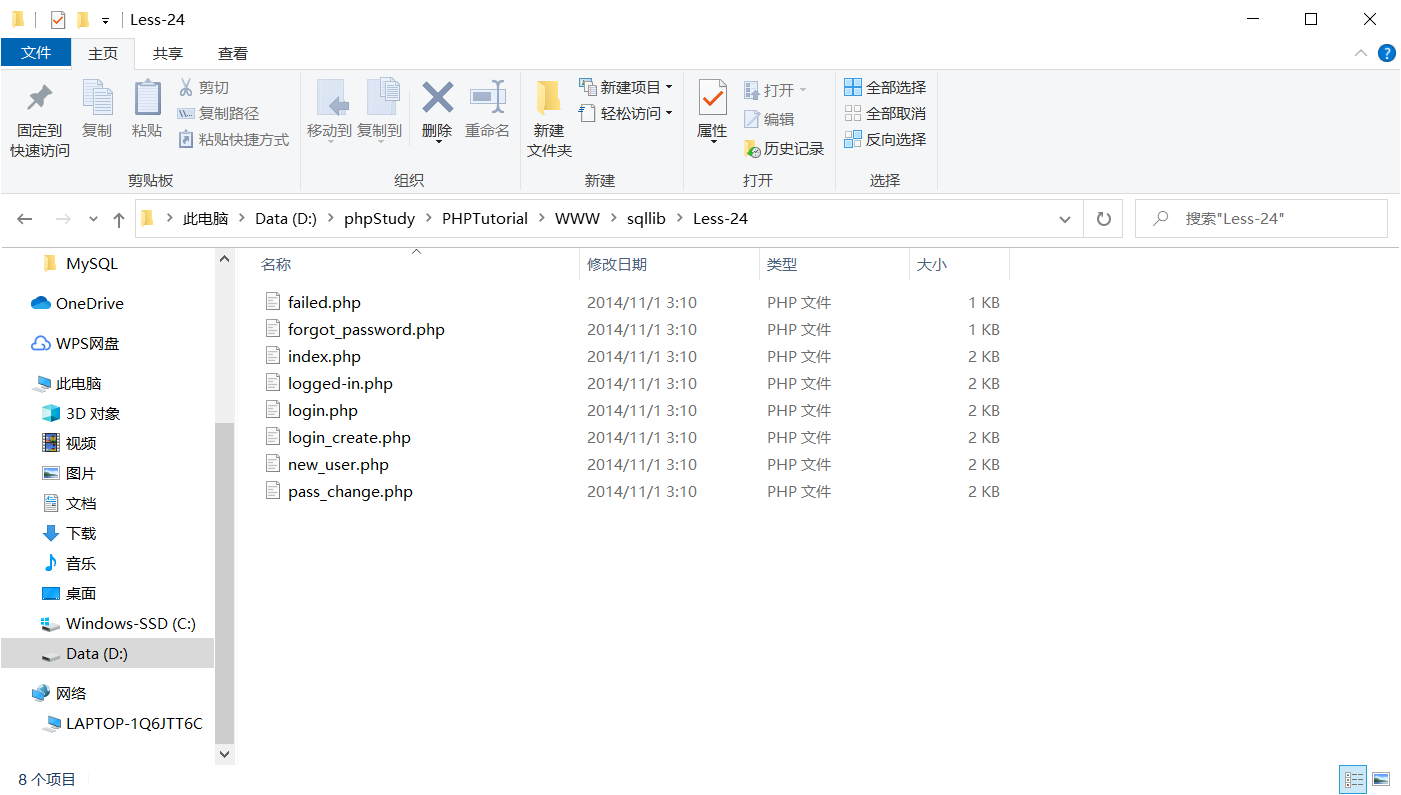 Less-24
文件 主页 共享 查看
固定到 快速访问
复制
粘贴
剪切
复制路径
粘贴快捷方式
剪贴板
移动到 复制到 删除 重命名
组织
新建 文件夹
新建项目
轻松访问
新建
属性
打开
编辑
历史记录
打开
全部选择
全部取消
反向选择
选择
此电脑 Data (D:) phpStudy PHPTutorial WWW sqllib Less-24
搜索"Less-24"
MySQL
OneDrive
WPS网盘
此电脑
3D 对象
视频
图片
文档
下载
音乐
桌面
Windows-SSD (C:)
Data (D:)
网络
LAPTOP-1Q6JTT6C
名称 修改日期 类型 大小
failed.php 2014/11/1 3:10 PHP 文件 1 KB
forgot_password.php 2014/11/1 3:10 PHP 文件 1 KB
index.php 2014/11/1 3:10 PHP 文件 2 KB
logged-in.php 2014/11/1 3:10 PHP 文件 2 KB
login.php 2014/11/1 3:10 PHP 文件 2 KB
login_create.php 2014/11/1 3:10 PHP 文件 2 KB
new_user.php 2014/11/1 3:10 PHP 文件 2 KB
pass_change.php 2014/11/1 3:10 PHP 文件 2 KB
8 个项目